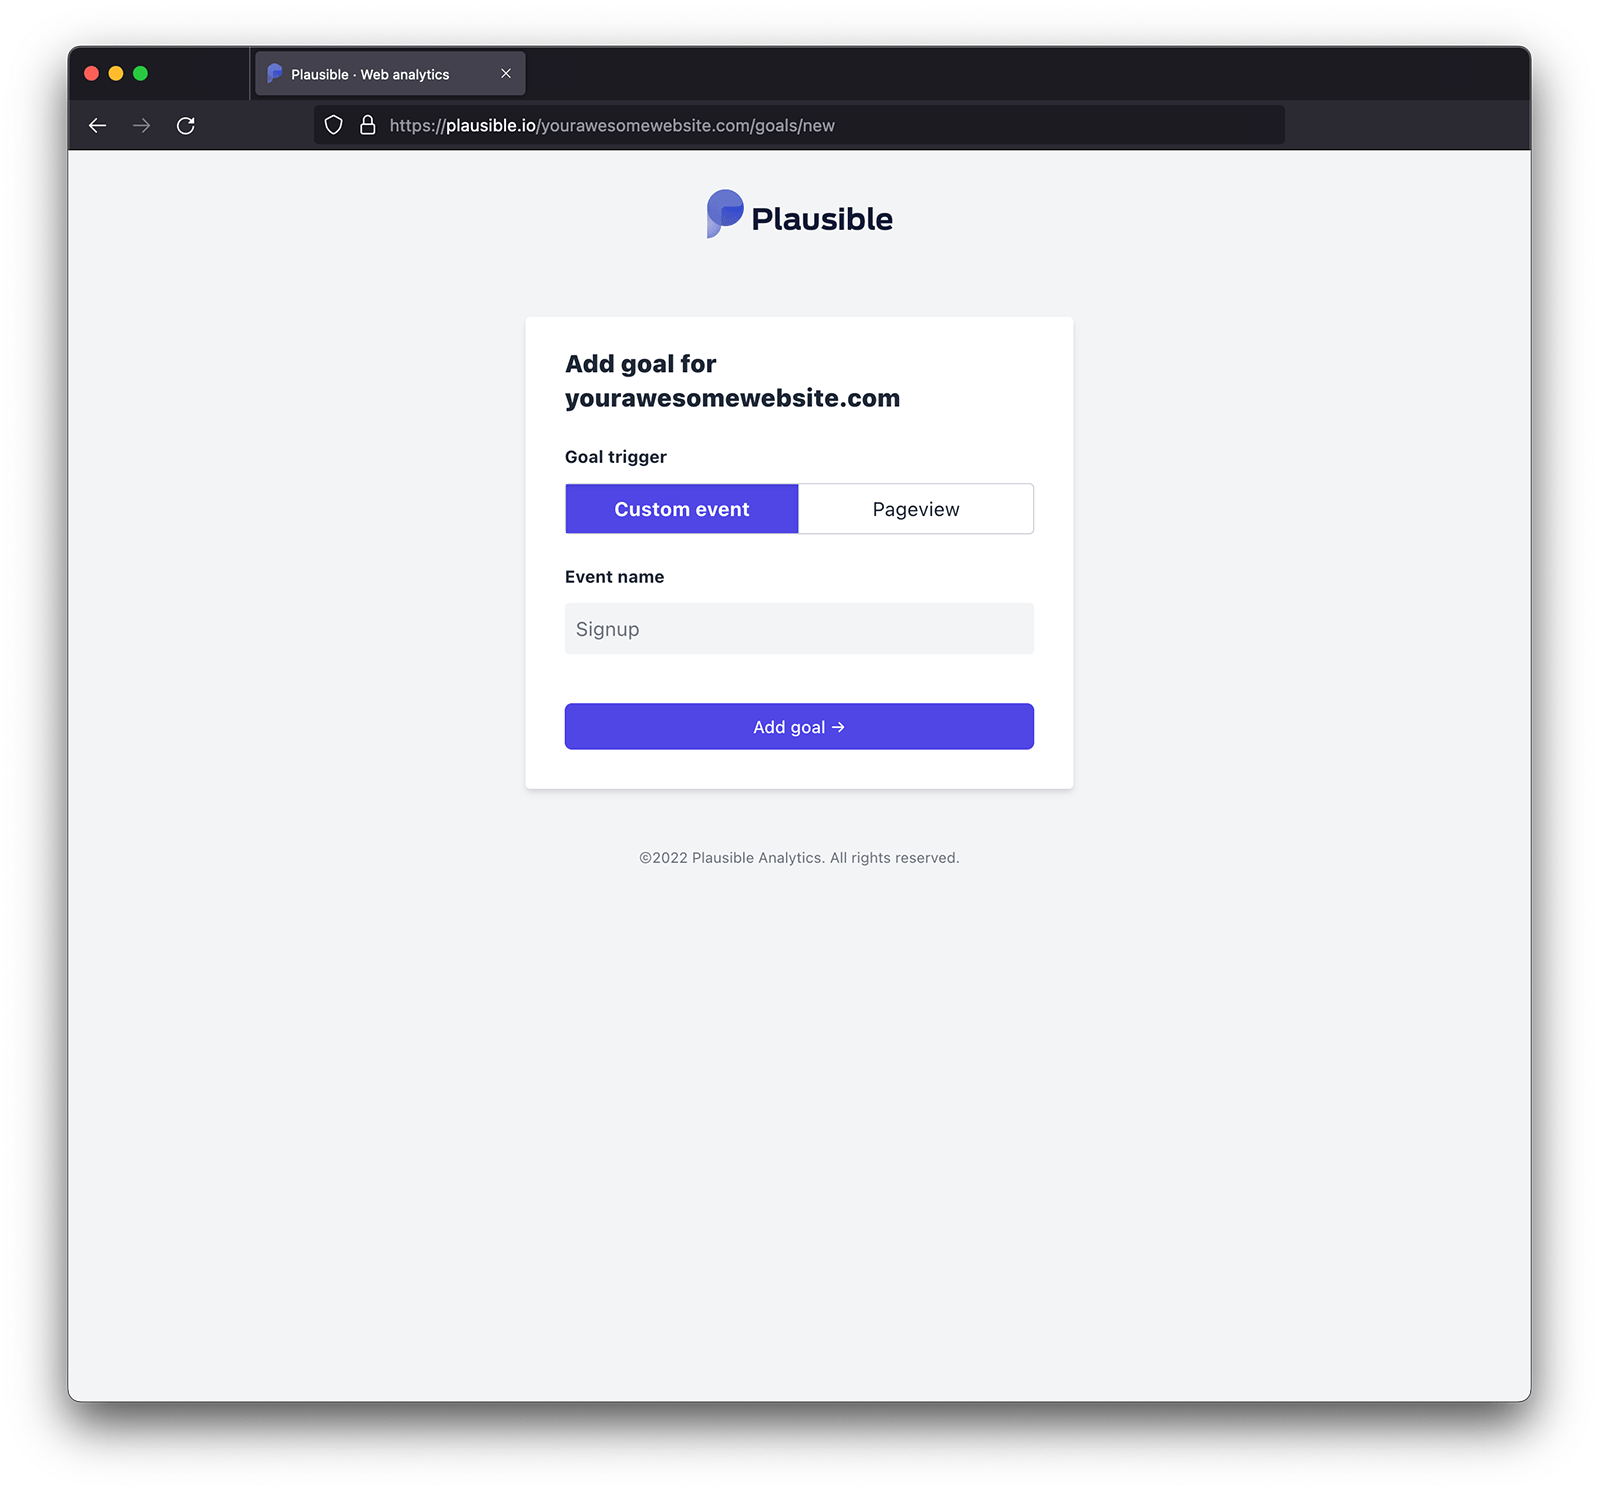 Plausible · Web analytics
https://plausible.io/yourawesomewebsite.com/goals/new
Plausible
Add goal for
yourawesomewebsite.com
Goal trigger
Custom event Pageview
Event name
Signup
Add goal →
©2022 Plausible Analytics. All rights reserved.